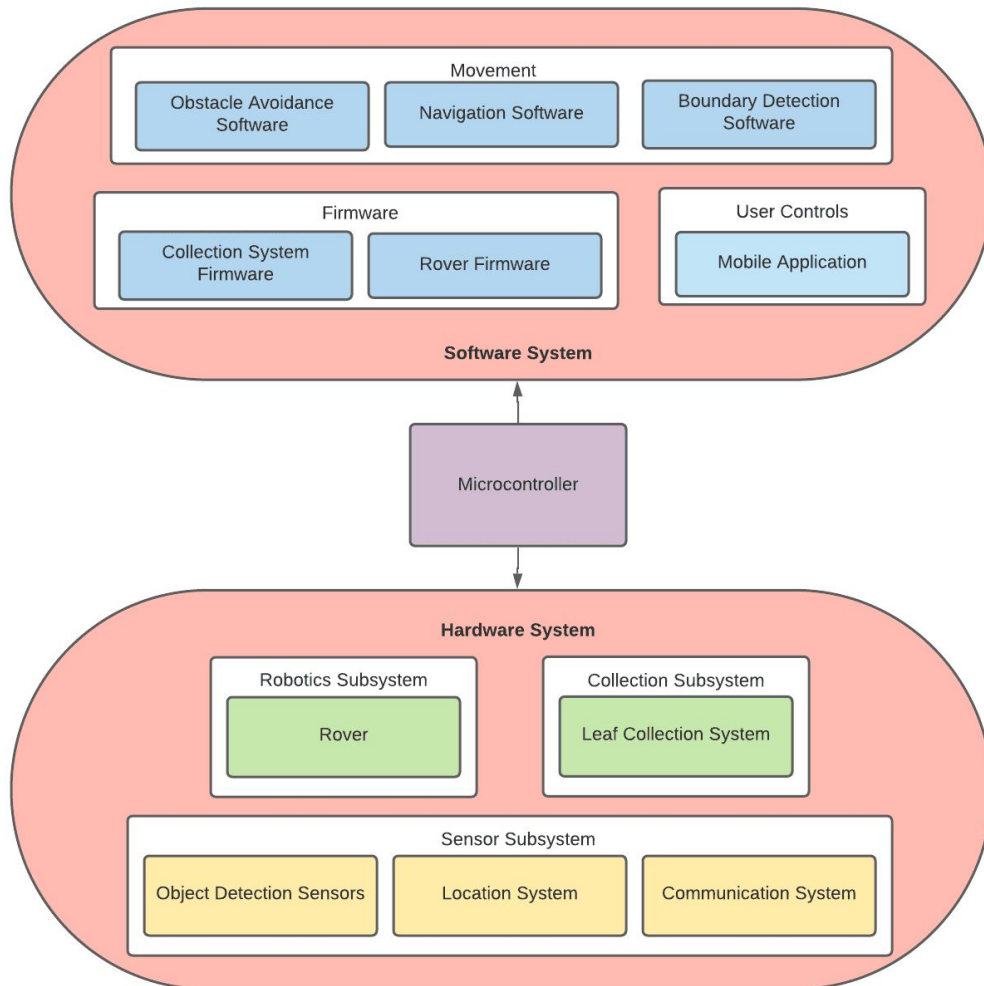 Movement
Obstacle Avoidance
Software
Navigation Software
Boundary Detection
Software
Firmware
Collection System
Firmware
Rover Firmware
User Controls
Mobile Application
Software System
Microcontroller
Hardware System
Robotics Subsystem
Rover
Collection Subsystem
Leaf Collection System
Sensor Subsystem
Object Detection Sensors
Location System
Communication System